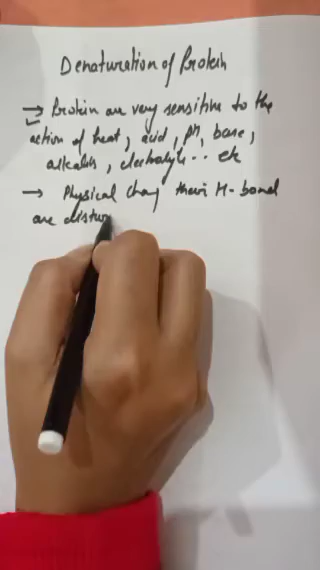 Denaturation of Protein
→ Protein are very sensitive to the
action of heat, acid, pH, base,
alkalis, electrolyte.. etc
→ Physical chang their H-bond
are distur